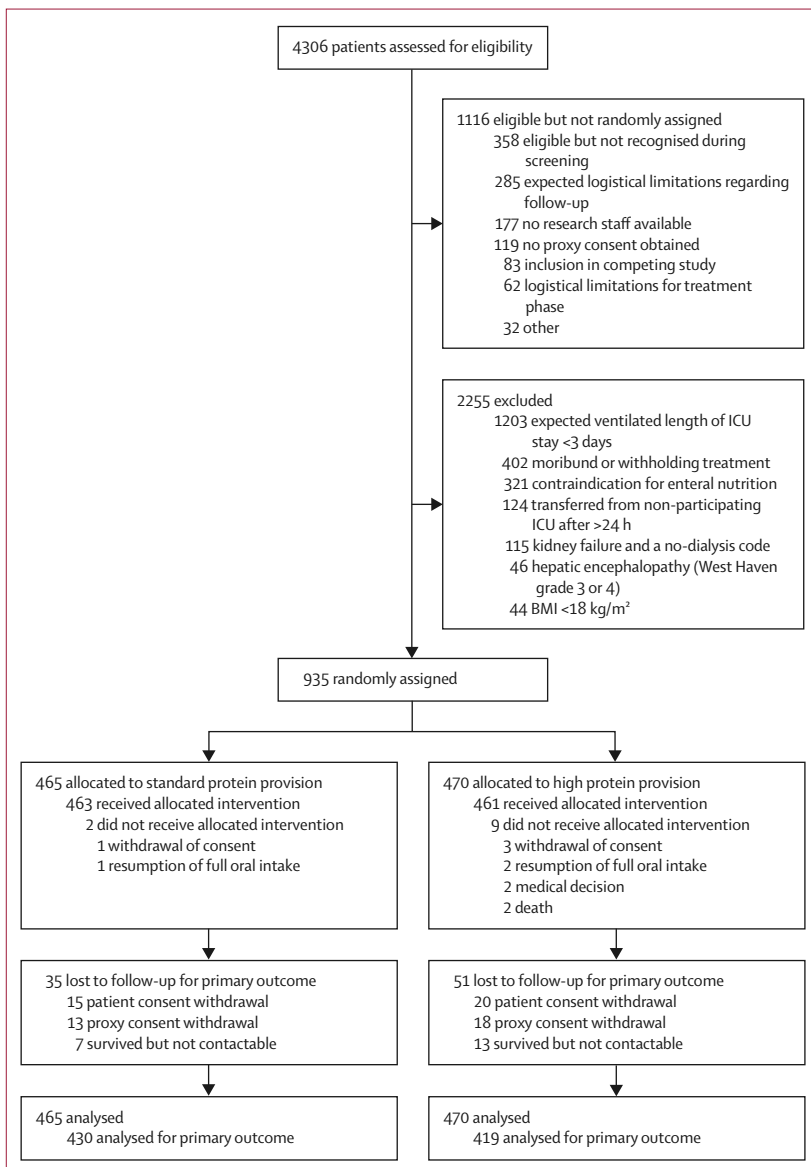 4306 patients assessed for eligibility
1116 eligible but not randomly assigned
358 eligible but not recognised during
screening
285 expected logistical limitations regarding
follow-up
177 no research staff available
119 no proxy consent obtained
83 inclusion in competing study
62 logistical limitations for treatment
phase
32 other
2255 excluded
1203 expected ventilated length of ICU
stay <3 days
402 moribund or withholding treatment
321 contraindication for enteral nutrition
124 transferred from non-participating
ICU after >24 h
115 kidney failure and a no-dialysis code
46 hepatic encephalopathy (West Haven
grade 3 or 4)
44 BMI <18 kg/m²
935 randomly assigned
465 allocated to standard protein provision
463 received allocated intervention
2 did not receive allocated intervention
1 withdrawal of consent
1 resumption of full oral intake
470 allocated to high protein provision
461 received allocated intervention
9 did not receive allocated intervention
3 withdrawal of consent
2 resumption of full oral intake
2 medical decision
2 death
35 lost to follow-up for primary outcome
15 patient consent withdrawal
13 proxy consent withdrawal
7 survived but not contactable
51 lost to follow-up for primary outcome
20 patient consent withdrawal
18 proxy consent withdrawal
13 survived but not contactable
465 analysed
430 analysed for primary outcome
470 analysed
419 analysed for primary outcome